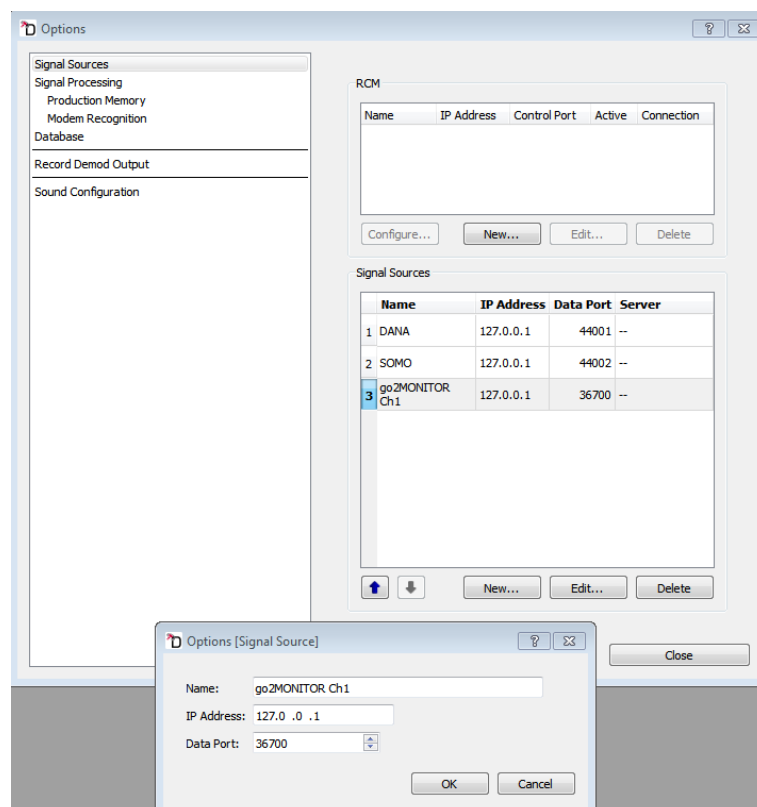 Options
Signal Sources
Signal Processing
Production Memory
Modem Recognition
Database
Record Demod Output
Sound Configuration
RCM
Name IP Address Control Port Active Connection
Configure... New... Edit... Delete
Signal Sources
Name IP Address Data Port Server
1 DANA 127.0.0.1 44001 --
2 SOMO 127.0.0.1 44002 --
3 go2MONITOR Ch1 127.0.0.1 36700 --
New... Edit... Delete
Close
Options [Signal Source]
Name: go2MONITOR Ch1
IP Address: 127.0 .0 .1
Data Port: 36700
OK Cancel